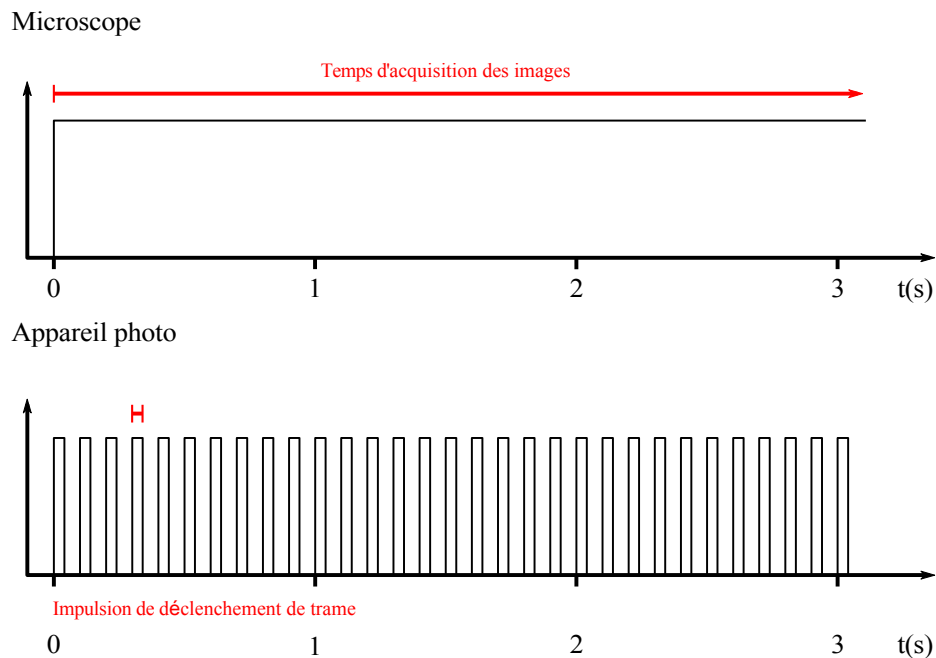 Microscope
Temps d'acquisition des images
0 1 2 3 t(s)
Appareil photo
Impulsion de déclenchement de trame
0 1 2 3 t(s)